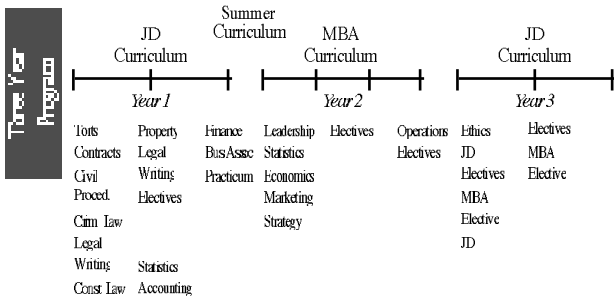 Three Year
Program
Summer
Curriculum
JD
Curriculum
MBA
Curriculum
JD
Curriculum
Year 1
Year 2
Year 3
Torts
Contracts
Civil
Proced.
Crim Law
Legal
Writing
Const Law
Property
Legal
Writing
Electives
Statistics
Accounting
Finance
Bus Assoc
Practicum
Leadership
Statistics
Economics
Marketing
Strategy
Electives
Operations
Electives
Ethics
JD
Electives
MBA
Elective
JD
Electives
MBA
Elective